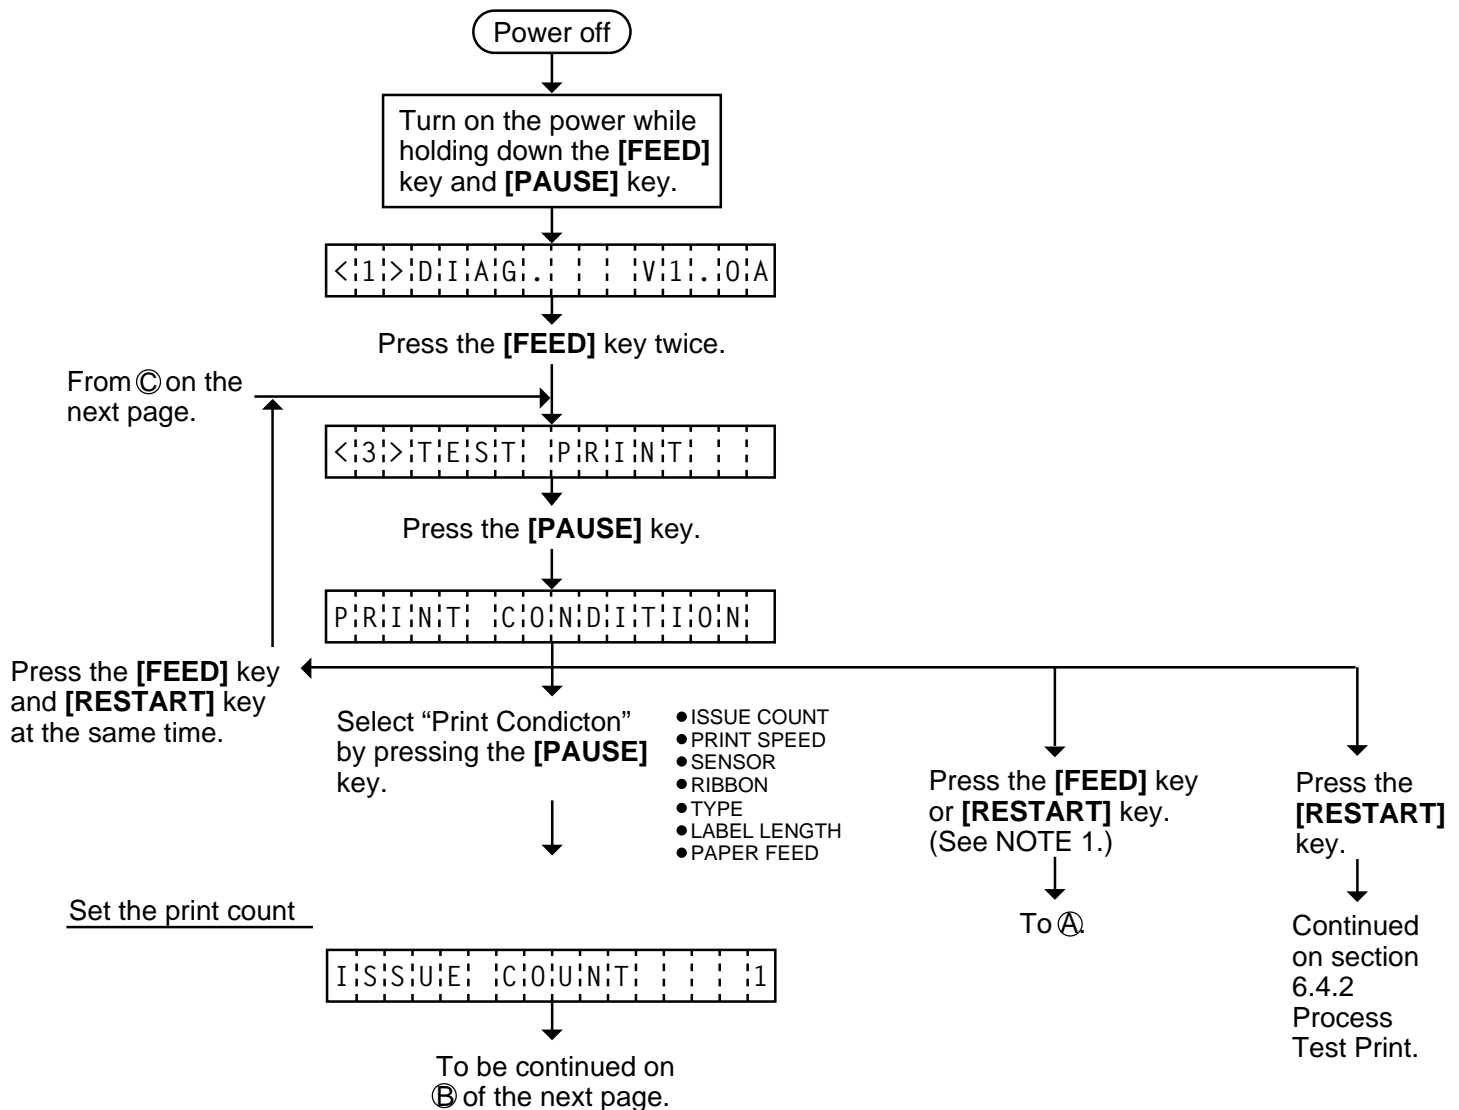 Power off
Turn on the power while
holding down the [FEED]
key and [PAUSE] key.
<1>DIAG.   V1.0A
Press the [FEED] key twice.
From Ⓒ on the
next page.
<3>TEST PRINT
Press the [PAUSE] key.
PRINT CONDITION
Press the [FEED] key
and [RESTART] key
at the same time.
Select “Print Condicton”
by pressing the [PAUSE]
key.
●ISSUE COUNT
●PRINT SPEED
●SENSOR
●RIBBON
●TYPE
●LABEL LENGTH
●PAPER FEED
Press the [FEED] key
or [RESTART] key.
(See NOTE 1.)
To Ⓐ.
Press the
[RESTART]
key.
Continued
on section
6.4.2
Process
Test Print.
Set the print count
ISSUE COUNT    1
To be continued on
Ⓑ of the next page.